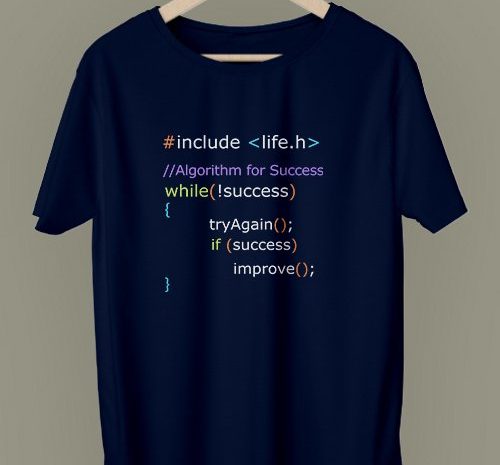 #include <life.h>
//Algorithm for Success
while(!success)
{
tryAgain();
if (success)
improve();
}